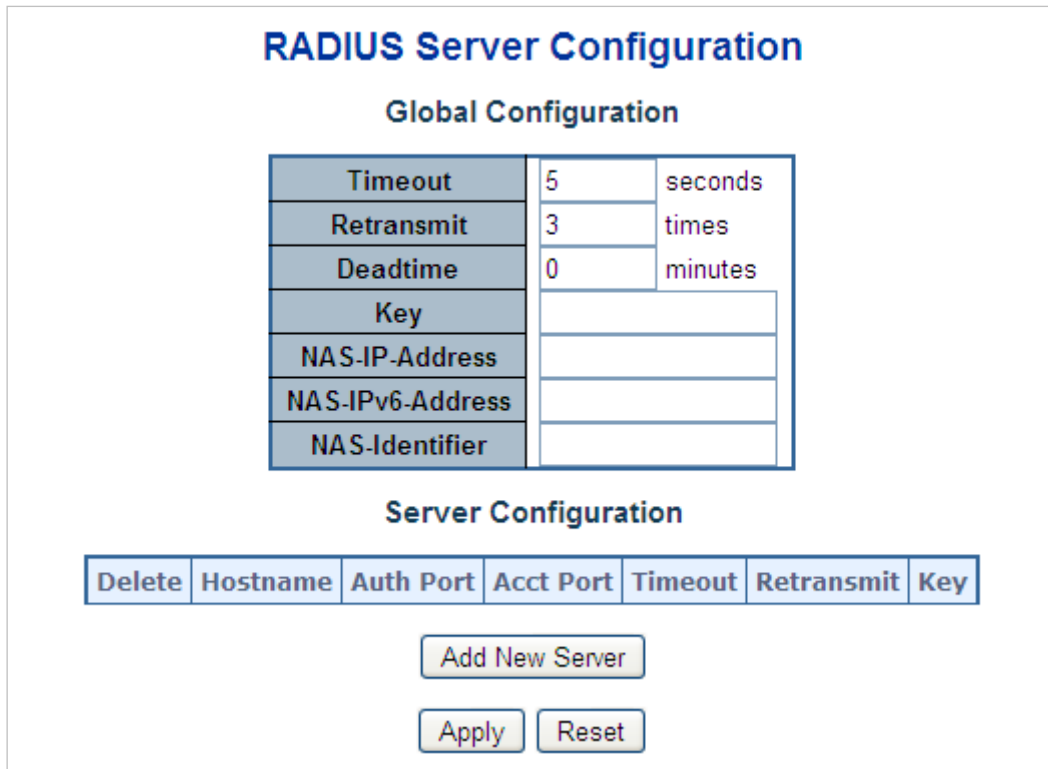 RADIUS Server Configuration
Global Configuration
Timeout 5 seconds
Retransmit 3 times
Deadtime 0 minutes
Key
NAS-IP-Address
NAS-IPv6-Address
NAS-Identifier
Server Configuration
Delete Hostname Auth Port Acct Port Timeout Retransmit Key
Add New Server
Apply Reset